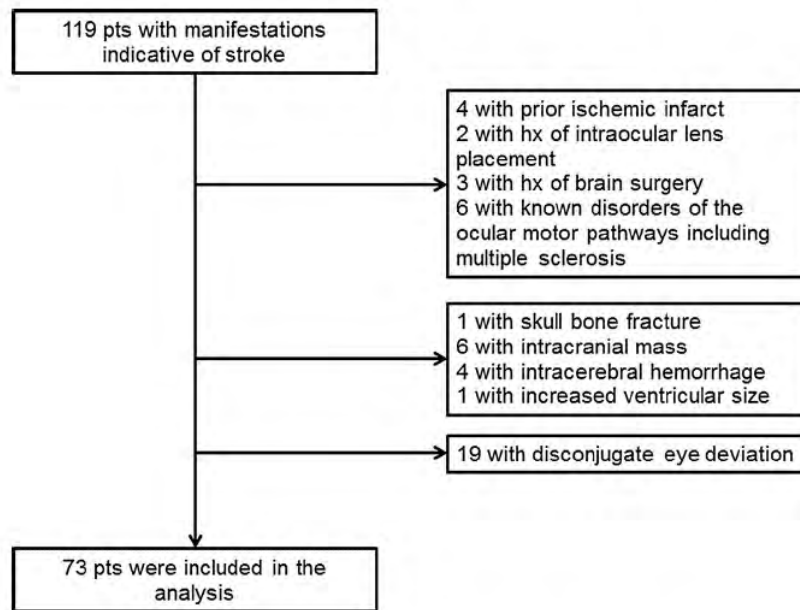 119 pts with manifestations
indicative of stroke
4 with prior ischemic infarct
2 with hx of intraocular lens
placement
3 with hx of brain surgery
6 with known disorders of the
ocular motor pathways including
multiple sclerosis
1 with skull bone fracture
6 with intracranial mass
4 with intracerebral hemorrhage
1 with increased ventricular size
19 with disconjugate eye deviation
73 pts were included in the
analysis